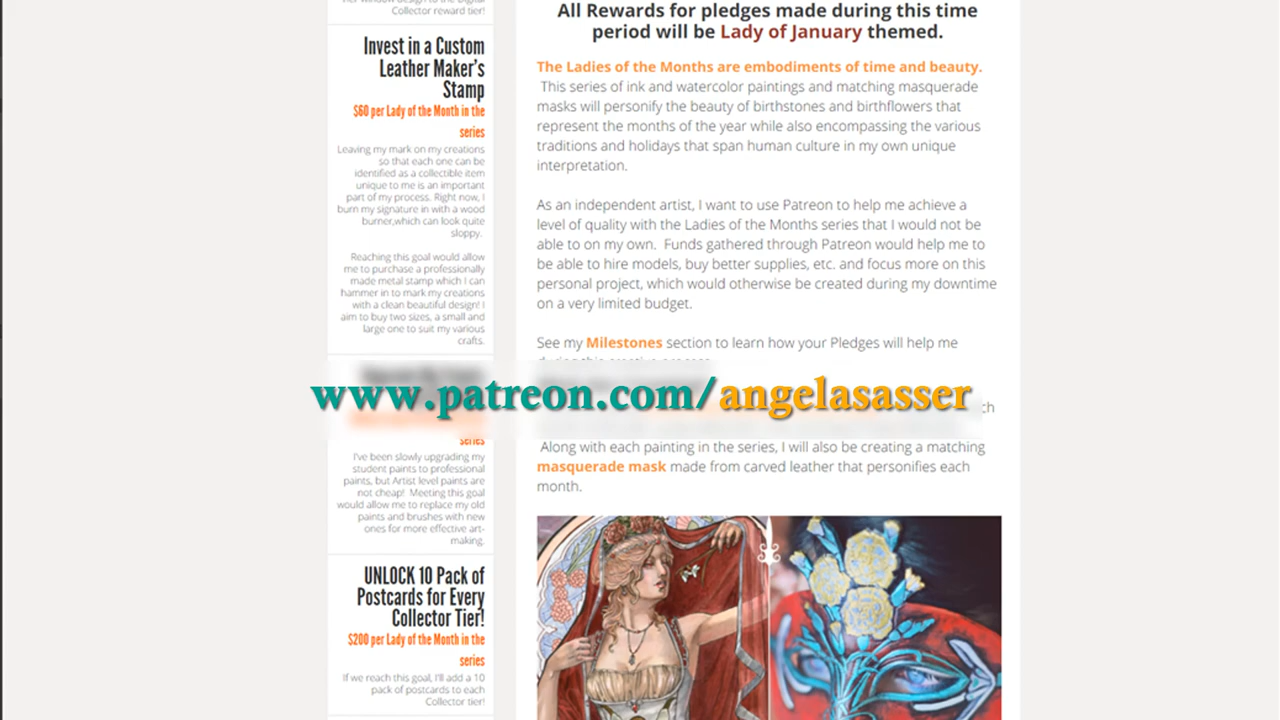 Collector reward tier!
Invest in a Custom
Leather Maker's
Stamp
$60 per Lady of the Month in the
series
Leaving my mark on my creations
so that each one can be
identified as a collectible item
unique to me is an important
part of my process. Right now, I
burn my signature in with a wood
burner,which can look quite
sloppy.
Reaching this goal would allow
me to purchase a professionally
made metal stamp which I can
hammer in to mark my creations
with a clean beautiful design! I
aim to buy two sizes, a small and
large one to suit my various
crafts.
series
I've been slowly upgrading my
student paints to professional
paints, but Artist level paints are
not cheap! Meeting this goal
would allow me to replace my old
paints and brushes with new
ones for more effective art-
making.
UNLOCK 10 Pack of
Postcards for Every
Collector Tier!
$200 per Lady of the Month in the
series
If we reach this goal, I'll add a 10
pack of postcards to each
Collector tier!
All Rewards for pledges made during this time
period will be Lady of January themed.
The Ladies of the Months are embodiments of time and beauty.
This series of ink and watercolor paintings and matching masquerade
masks will personify the beauty of birthstones and birthflowers that
represent the months of the year while also encompassing the various
traditions and holidays that span human culture in my own unique
interpretation.
As an independent artist, I want to use Patreon to help me achieve a
level of quality with the Ladies of the Months series that I would not be
able to on my own. Funds gathered through Patreon would help me to
be able to hire models, buy better supplies, etc. and focus more on this
personal project, which would otherwise be created during my downtime
on a very limited budget.
See my Milestones section to learn how your Pledges will help me
www.patreon.com/angelasasser
Along with each painting in the series, I will also be creating a matching
masquerade mask made from carved leather that personifies each
month.